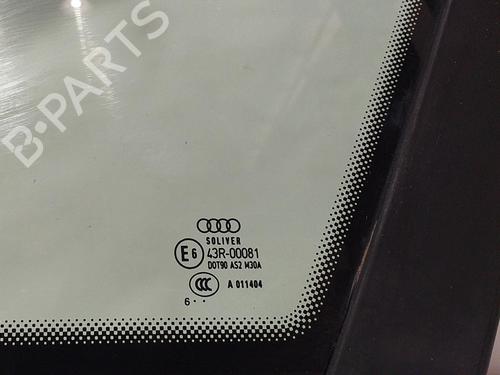 B-PARTS
SOLIVER
E6 43R-00081
DOT90 AS2 M30A
CCC A 011404
6··